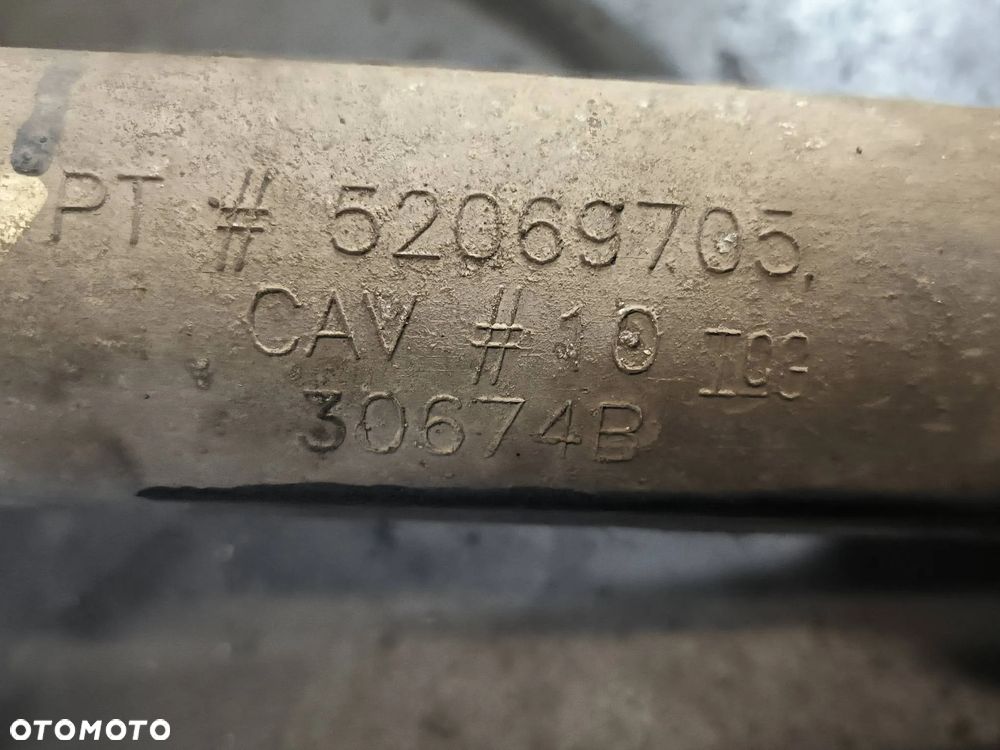 PT # 52069705,
CAV # 10
30674B
OTOMOTO